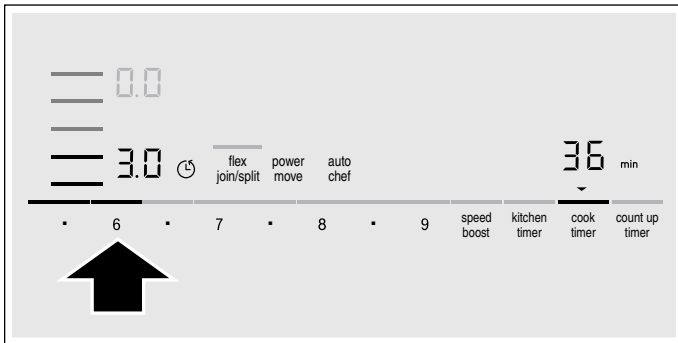 0.0
3.0 flex join/split power move auto chef 36 min
· 6 · 7 · 8 · 9 speed boost kitchen timer cook timer count up timer